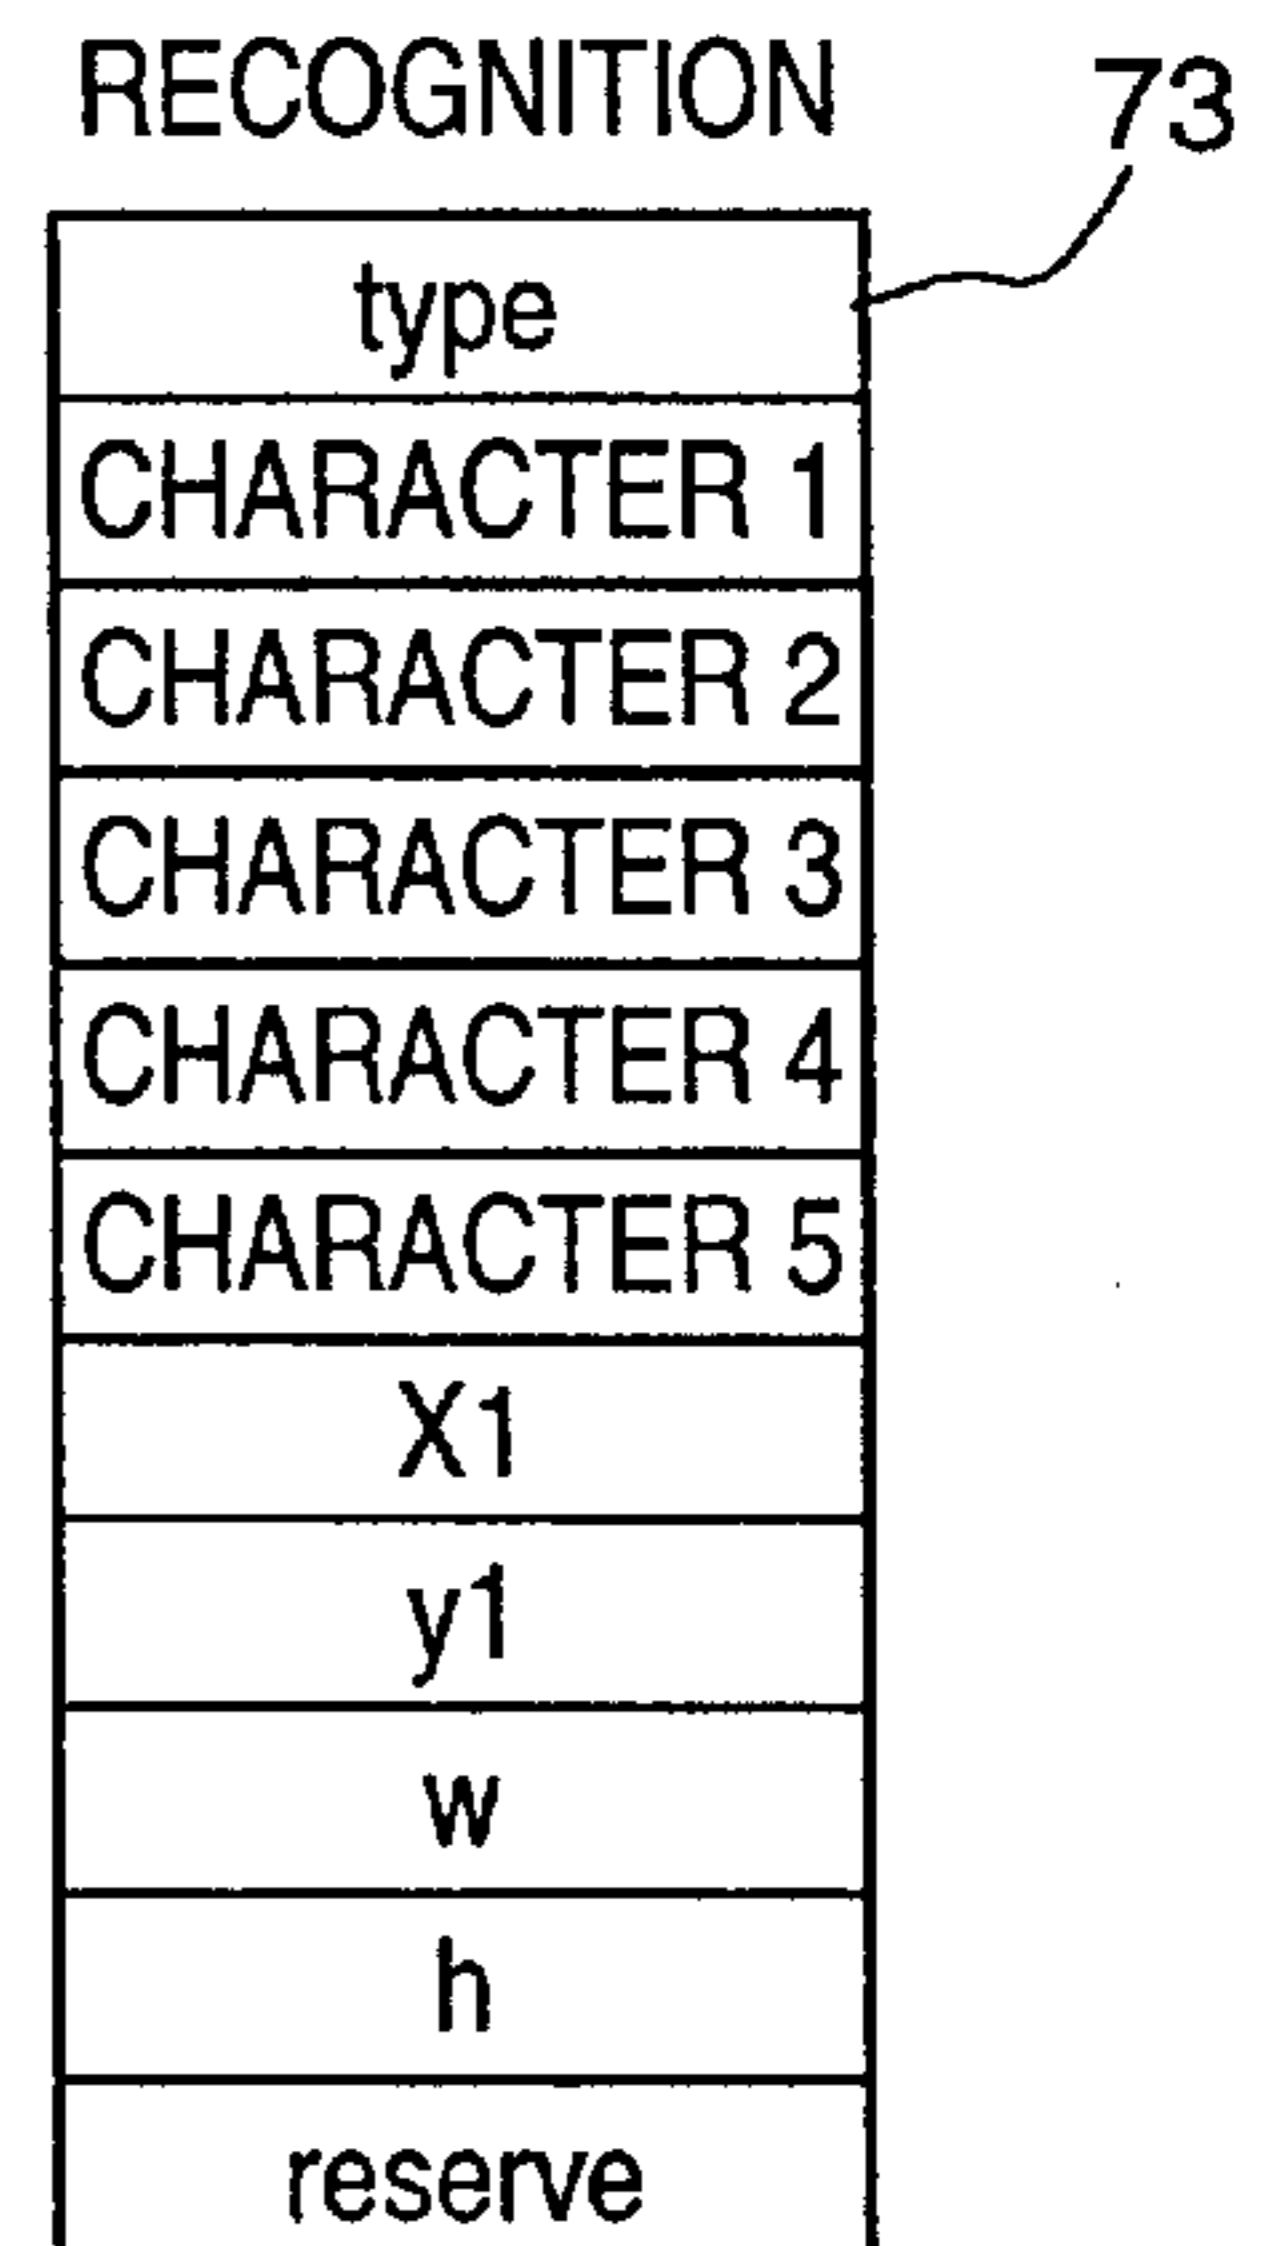 RECOGNITION
73
type
CHARACTER 1
CHARACTER 2
CHARACTER 3
CHARACTER 4
CHARACTER 5
X1
y1
w
h
reserve